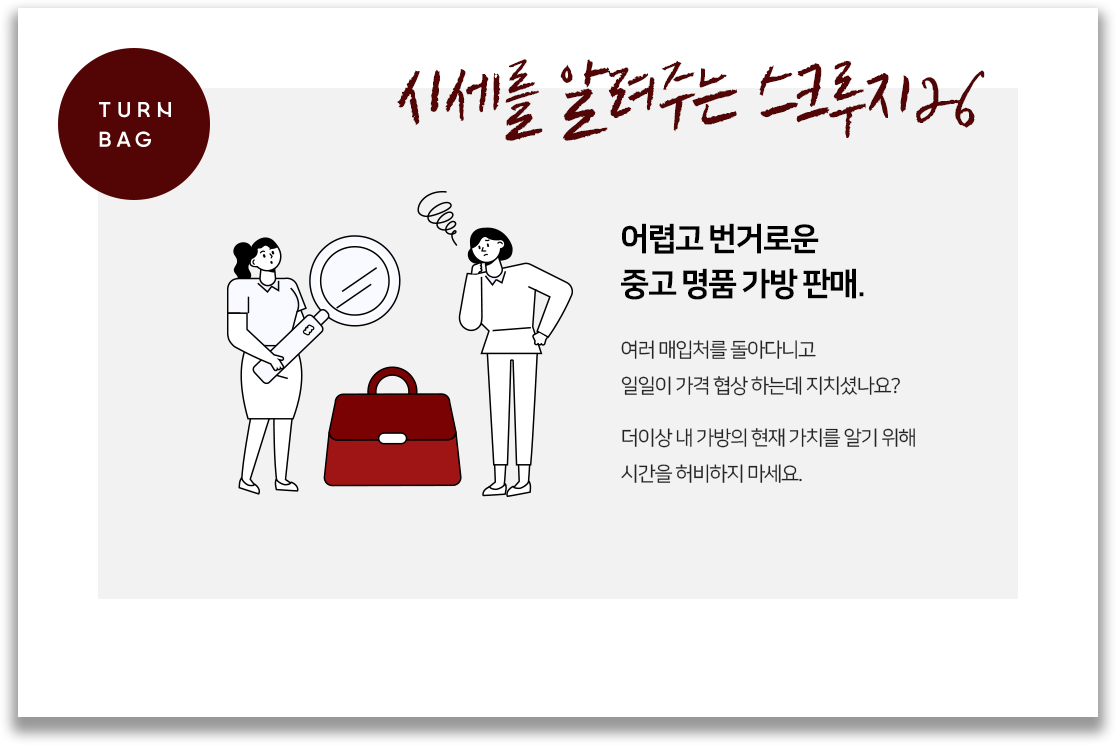 TURN
BAG
시세를 알려주는 스크루지26
어렵고 번거로운
중고 명품 가방 판매.
여러 매입처를 돌아다니고
일일이 가격 협상 하는데 지치셨나요?
더이상 내 가방의 현재 가치를 알기 위해
시간을 허비하지 마세요.